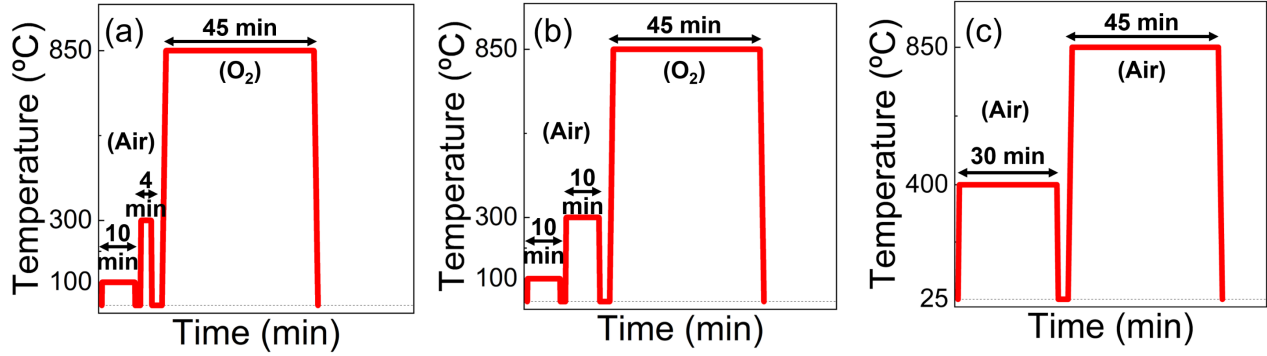 (a)
45 min
850
(O₂)
(Air)
4
min
300
10
min
100
Temperature (ºC)
Time (min)
(b)
45 min
850
(O₂)
(Air)
10
min
300
10
min
100
Temperature (ºC)
Time (min)
(c)
45 min
850
(Air)
(Air)
30 min
400
25
Temperature (ºC)
Time (min)